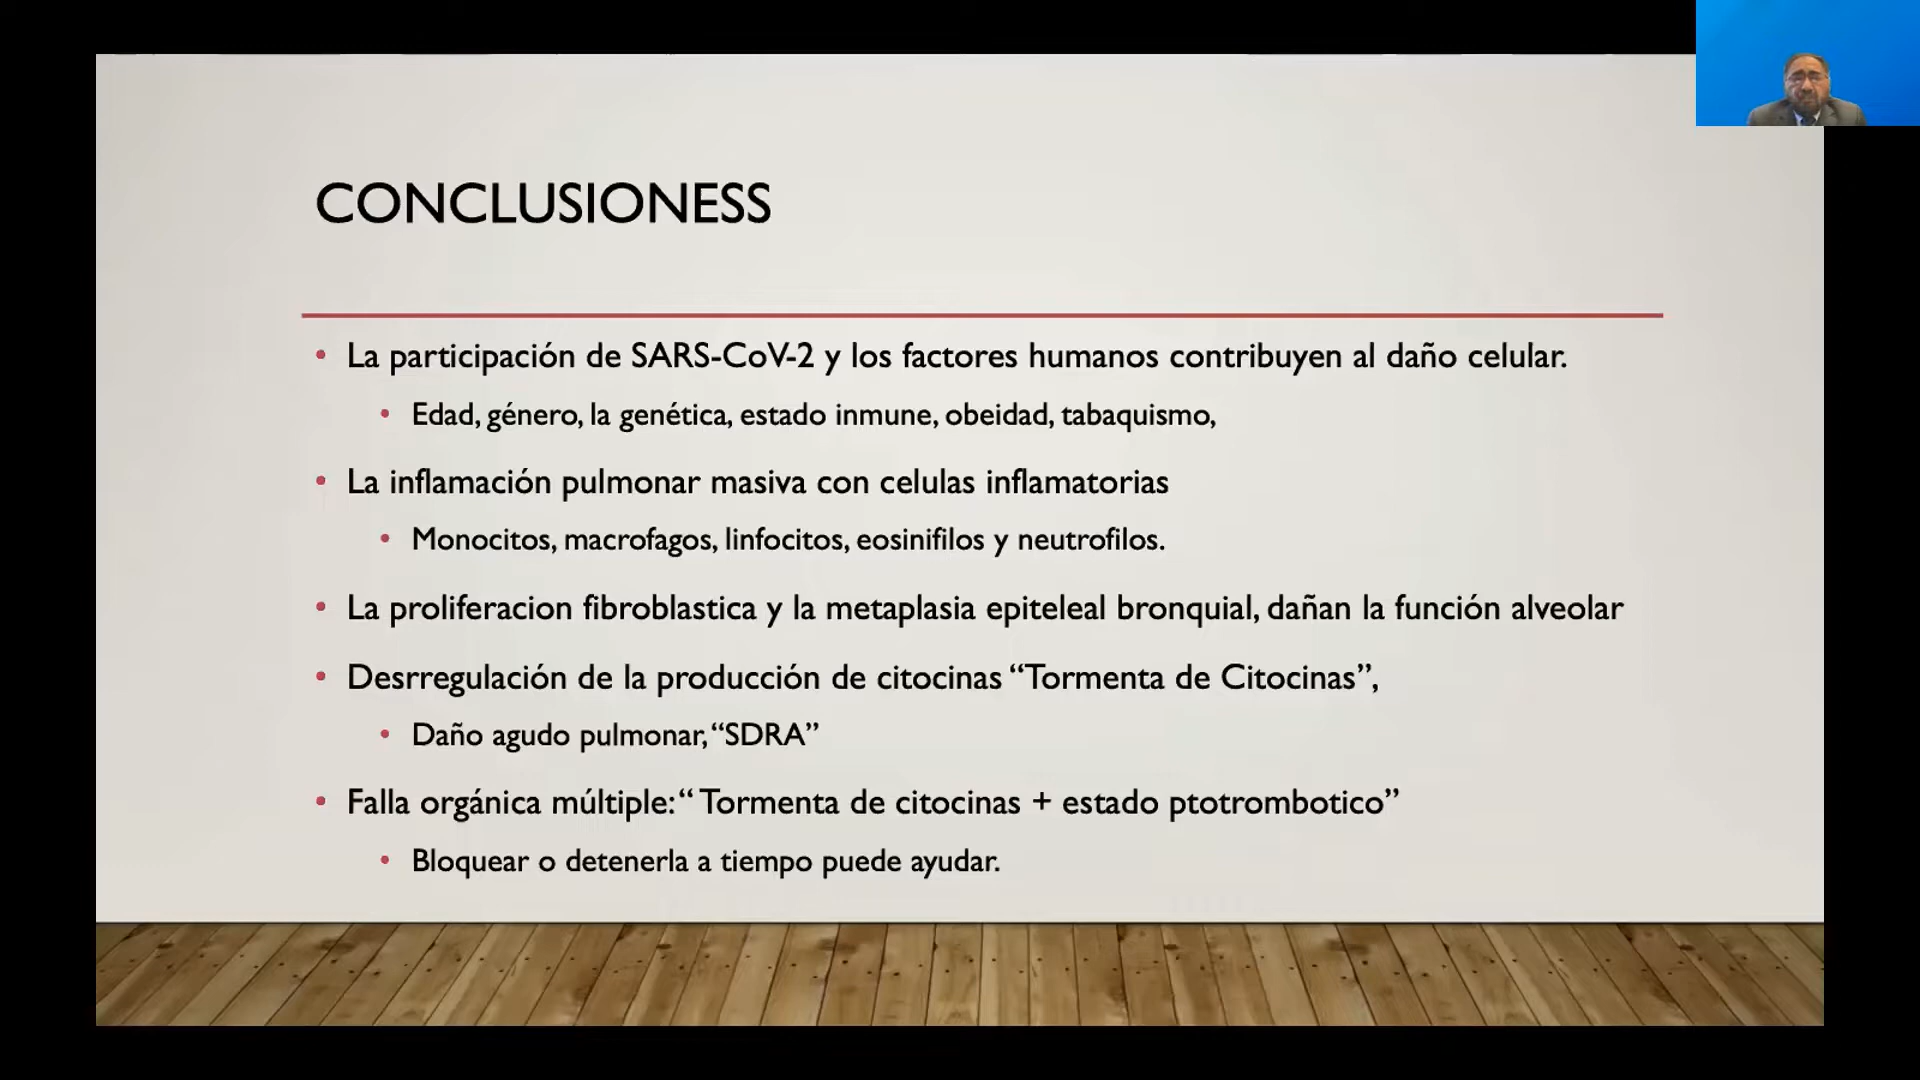 CONCLUSIONESS
La participación de SARS-CoV-2 y los factores humanos contribuyen al daño celular.
Edad, género, la genética, estado inmune, obeidad, tabaquismo,
La inflamación pulmonar masiva con celulas inflamatorias
Monocitos, macrofagos, linfocitos, eosinifilos y neutrofilos.
La proliferacion fibroblastica y la metaplasia epiteleal bronquial, dañan la función alveolar
Desrregulación de la producción de citocinas “Tormenta de Citocinas”,
Daño agudo pulmonar, “SDRA”
Falla orgánica múltiple: “ Tormenta de citocinas + estado ptotrombotico”
Bloquear o detenerla a tiempo puede ayudar.